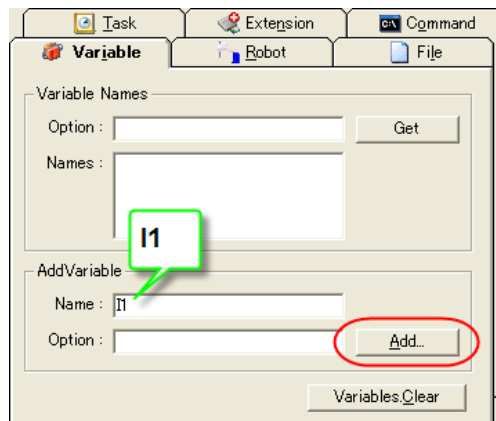 Task Extension Command
Variable Robot File
Variable Names
Option : Get
Names :
I1
AddVariable
Name : I1
Option : Add...
Variables.Clear